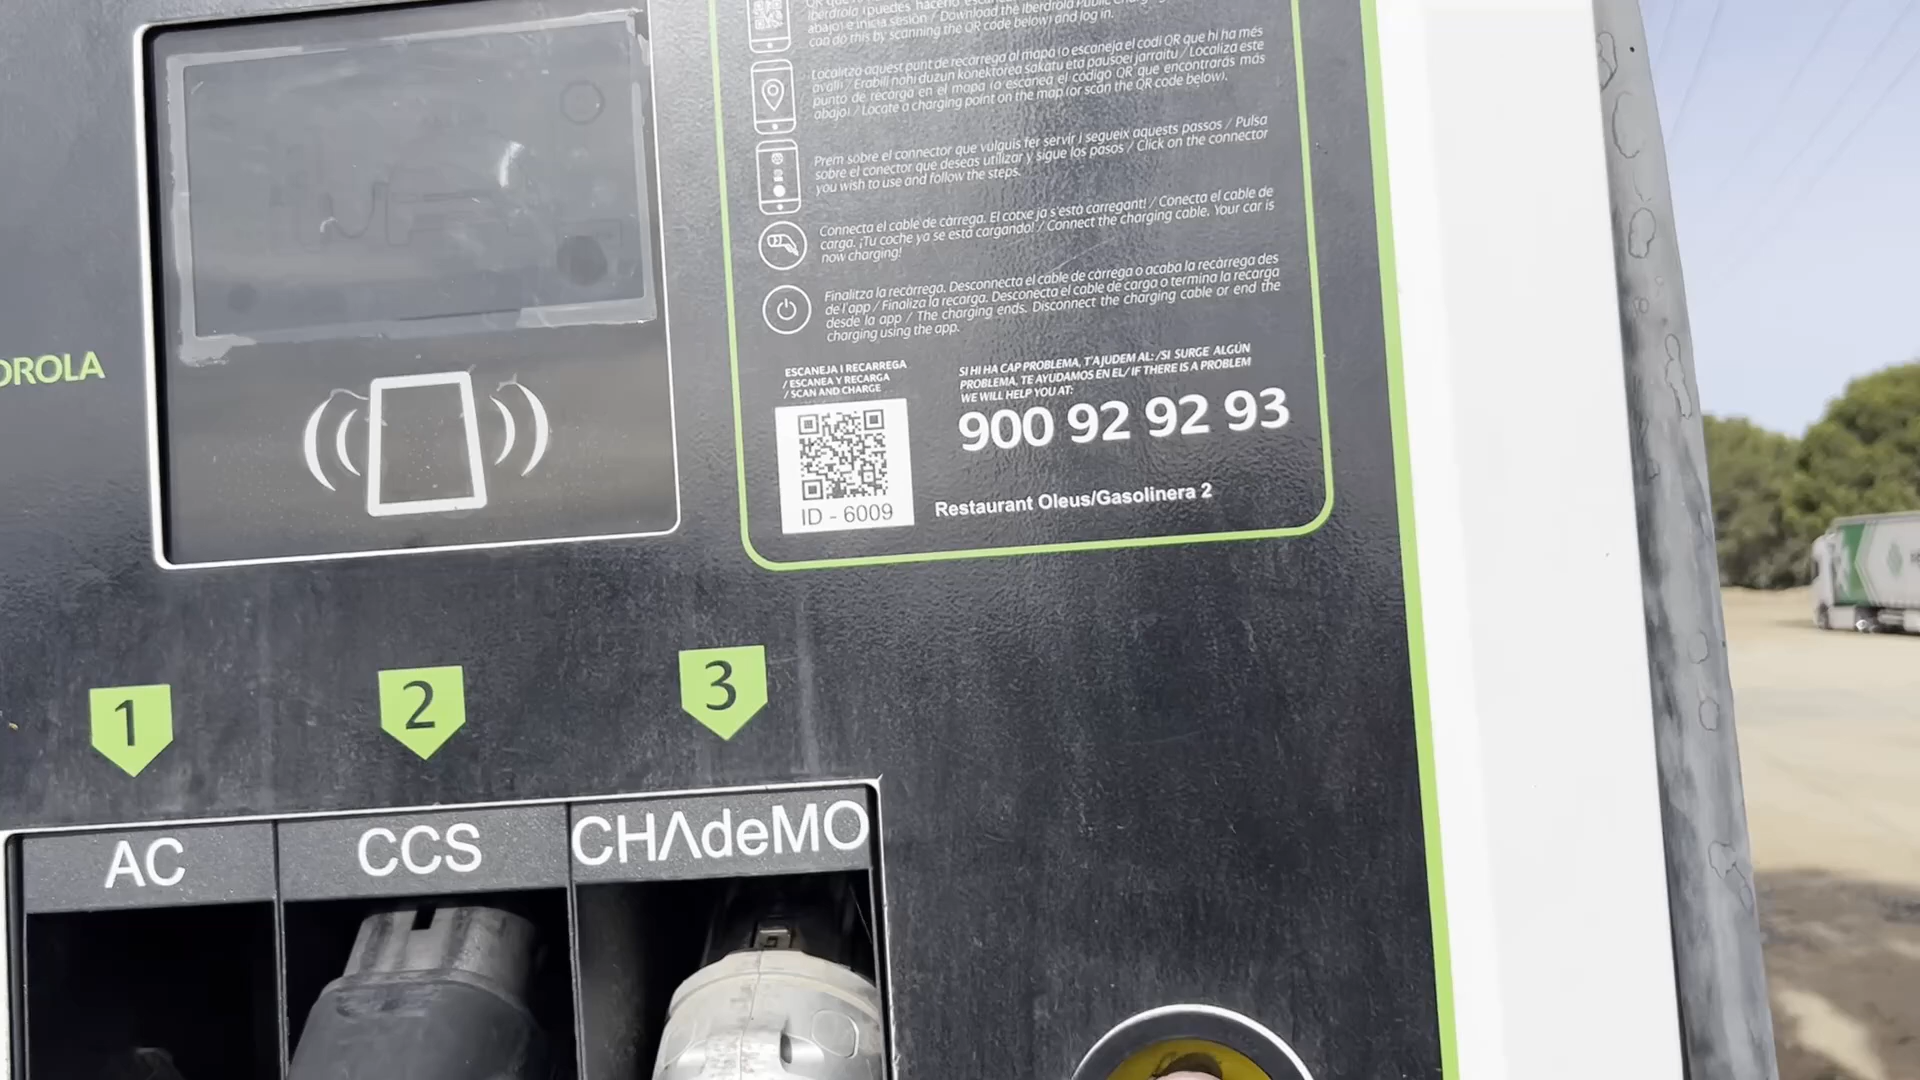 Iberdrola (puedes hacerlo
abajo) e inicia sesión / Download the Iberdrola Public
can do this by scanning the QR code below) and log in.
Localitza aquest punt de recàrrega al mapa (o escaneja el codi QR que hi ha més
avall) / Erabili nahi duzun konektorea sakatu eta pausoei jarraitu / Localiza este
punto de recarga en el mapa (o escanea el código QR que encontrarás más
abajo) / Locate a charging point on the map (or scan the QR code below).
Prem sobre el connector que vulguis fer servir i segueix aquests passos / Pulsa
sobre el conector que deseas utilizar y sigue los pasos / Click on the connector
you wish to use and follow the steps.
Connecta el cable de càrrega. El cotxe ja s'està carregant! / Conecta el cable de
carga. ¡Tu coche ya se está cargando! / Connect the charging cable. Your car is
now charging!
Finalitza la recàrrega. Desconnecta el cable de càrrega o acaba la recàrrega des
de l'app / Finaliza la recarga. Desconecta el cable de carga o termina la recarga
desde la app / The charging ends. Disconnect the charging cable or end the
charging using the app.
DROLA
ESCANEJA I RECARREGA
/ ESCANEA Y RECARGA
/ SCAN AND CHARGE
ID - 6009
SI HI HA CAP PROBLEMA, T'AJUDEM AL: /SI SURGE ALGÚN
PROBLEMA, TE AYUDAMOS EN EL/ IF THERE IS A PROBLEM
WE WILL HELP YOU AT:
900 92 92 93
Restaurant Oleus/Gasolinera 2
1
2
3
AC
CCS
CHΛdeMO